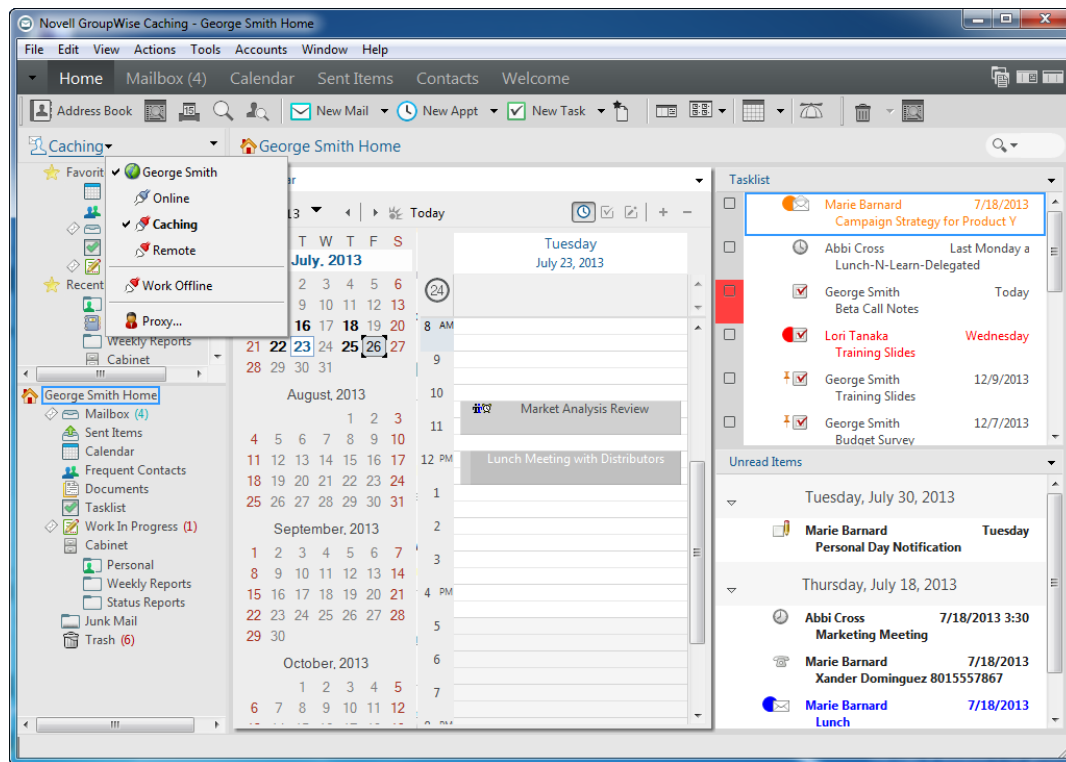 Novell GroupWise Caching - George Smith Home
File Edit View Actions Tools Accounts Window Help
Home Mailbox (4) Calendar Sent Items Contacts Welcome
Address Book New Mail New Appt New Task
Caching
George Smith Home
Favorit
Recent
George Smith
Online
Caching
Remote
Work Offline
Proxy...
Weekly Reports
Cabinet
George Smith Home
Mailbox (4)
Sent Items
Calendar
Frequent Contacts
Documents
Tasklist
Work In Progress (1)
Cabinet
Personal
Weekly Reports
Status Reports
Junk Mail
Trash (6)
ar
13 Today
T W T F S
July, 2013
2 3 4 5 6
9 10 11 12 13
16 17 18 19 20
21 22 23 24 25 26 27
28 29 30 31
August, 2013
1 2 3
4 5 6 7 8 9 10
11 12 13 14 15 16 17
18 19 20 21 22 23 24
25 26 27 28 29 30 31
September, 2013
1 2 3 4 5 6 7
8 9 10 11 12 13 14
15 16 17 18 19 20 21
22 23 24 25 26 27 28
29 30
October, 2013
1 2 3 4 5
6 7 8 9 10 11 12
Tuesday
July 23, 2013
24
8 AM
9
10
Market Analysis Review
11
12 PM Lunch Meeting with Distributors
1
2
3
4 PM
5
6
7
Tasklist
Marie Barnard 7/18/2013
Campaign Strategy for Product Y
Abbi Cross Last Monday a
Lunch-N-Learn-Delegated
George Smith Today
Beta Call Notes
Lori Tanaka Wednesday
Training Slides
George Smith 12/9/2013
Training Slides
George Smith 12/7/2013
Budget Survey
Unread Items
Tuesday, July 30, 2013
Marie Barnard Tuesday
Personal Day Notification
Thursday, July 18, 2013
Abbi Cross 7/18/2013 3:30
Marketing Meeting
Marie Barnard 7/18/2013
Xander Dominguez 8015557867
Marie Barnard 7/18/2013
Lunch